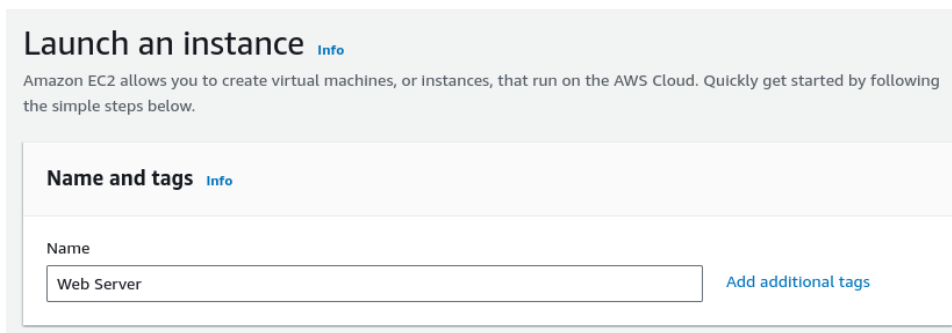 Launch an instance Info
Amazon EC2 allows you to create virtual machines, or instances, that run on the AWS Cloud. Quickly get started by following
the simple steps below.
Name and tags Info
Name
Web Server
Add additional tags